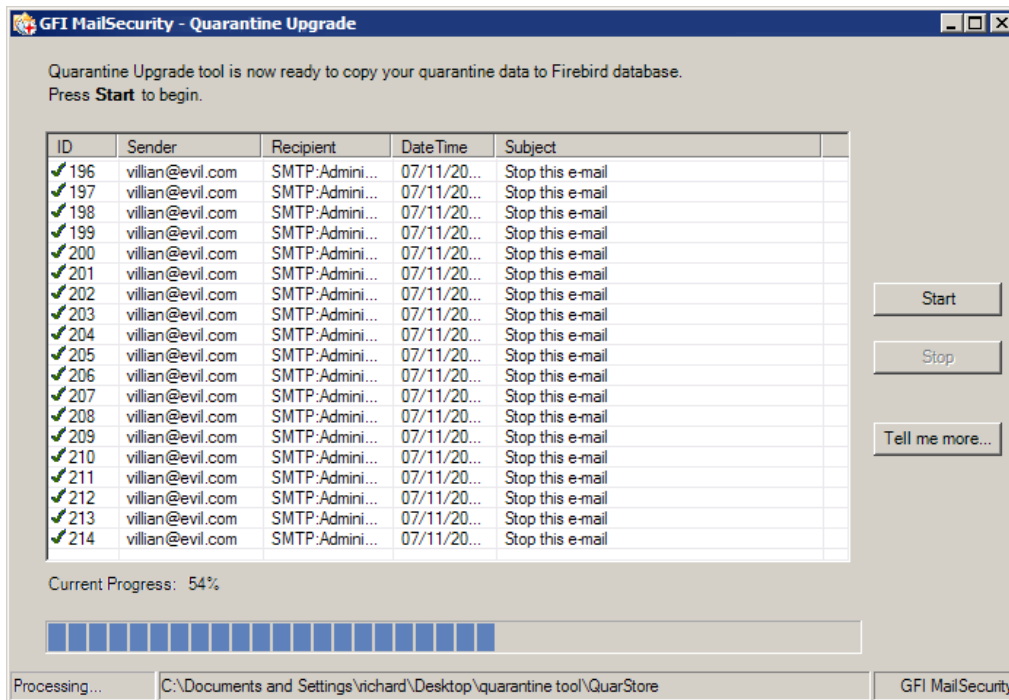 GFI MailSecurity - Quarantine Upgrade
Quarantine Upgrade tool is now ready to copy your quarantine data to Firebird database.
Press Start to begin.
ID Sender Recipient DateTime Subject
196 villian@evil.com SMTP:Admini... 07/11/20... Stop this e-mail
197 villian@evil.com SMTP:Admini... 07/11/20... Stop this e-mail
198 villian@evil.com SMTP:Admini... 07/11/20... Stop this e-mail
199 villian@evil.com SMTP:Admini... 07/11/20... Stop this e-mail
200 villian@evil.com SMTP:Admini... 07/11/20... Stop this e-mail
201 villian@evil.com SMTP:Admini... 07/11/20... Stop this e-mail
202 villian@evil.com SMTP:Admini... 07/11/20... Stop this e-mail
203 villian@evil.com SMTP:Admini... 07/11/20... Stop this e-mail
204 villian@evil.com SMTP:Admini... 07/11/20... Stop this e-mail
205 villian@evil.com SMTP:Admini... 07/11/20... Stop this e-mail
206 villian@evil.com SMTP:Admini... 07/11/20... Stop this e-mail
207 villian@evil.com SMTP:Admini... 07/11/20... Stop this e-mail
208 villian@evil.com SMTP:Admini... 07/11/20... Stop this e-mail
209 villian@evil.com SMTP:Admini... 07/11/20... Stop this e-mail
210 villian@evil.com SMTP:Admini... 07/11/20... Stop this e-mail
211 villian@evil.com SMTP:Admini... 07/11/20... Stop this e-mail
212 villian@evil.com SMTP:Admini... 07/11/20... Stop this e-mail
213 villian@evil.com SMTP:Admini... 07/11/20... Stop this e-mail
214 villian@evil.com SMTP:Admini... 07/11/20... Stop this e-mail
Start
Stop
Tell me more...
Current Progress: 54%
Processing... C:\Documents and Settings\richard\Desktop\quarantine tool\QuarStore GFI MailSecurity